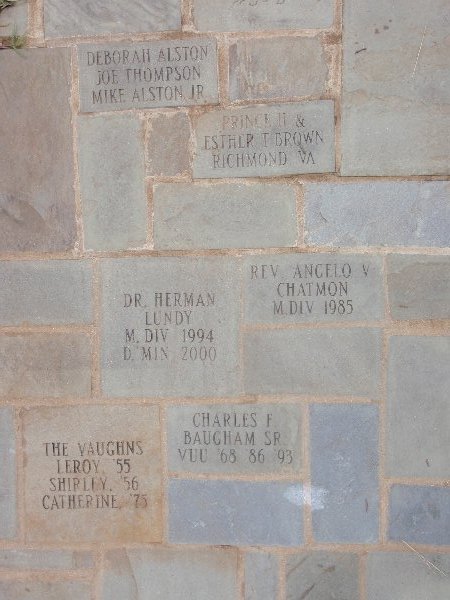 DEBORAH ALSTON
JOE THOMPSON
MIKE ALSTON JR
PRINCE H &
ESTHER T BROWN
RICHMOND VA
REV. ANGELO V
CHATMON
M.DIV 1985
DR. HERMAN
LUNDY
M. DIV 1994
D. MIN 2000
CHARLES F.
BAUGHAM SR
VUU '68 86 '93
THE VAUGHNS
LEROY, '55
SHIRLEY, '56
CATHERINE, '75